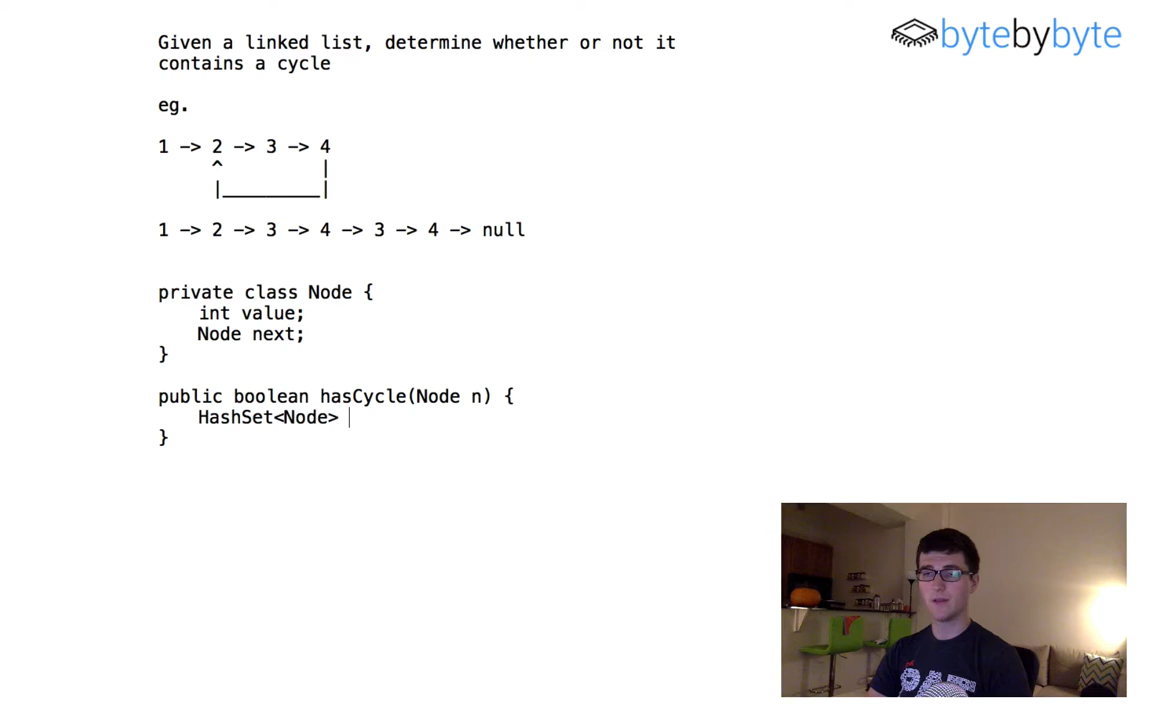 Given a linked list, determine whether or not it
contains a cycle
bytebybyte
eg.
1 -> 2 -> 3 -> 4
^ |
|_________|
1 -> 2 -> 3 -> 4 -> 3 -> 4 -> null
private class Node {
int value;
Node next;
}
public boolean hasCycle(Node n) {
HashSet<Node>
}